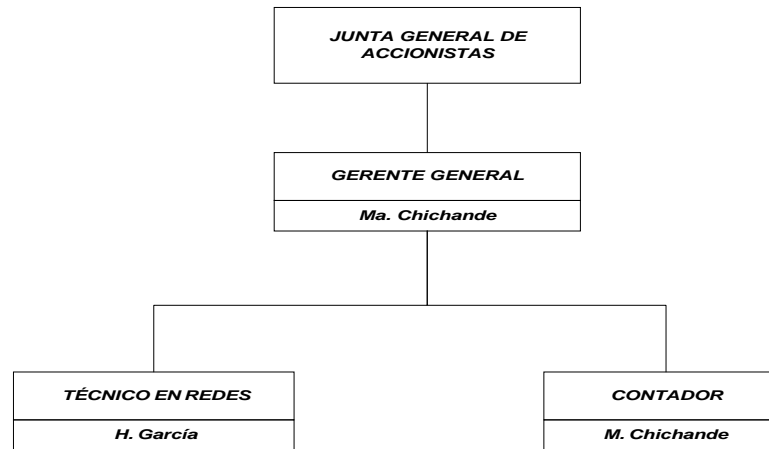 JUNTA GENERAL DE
ACCIONISTAS
GERENTE GENERAL
Ma. Chichande
TÉCNICO EN REDES
H. García
CONTADOR
M. Chichande